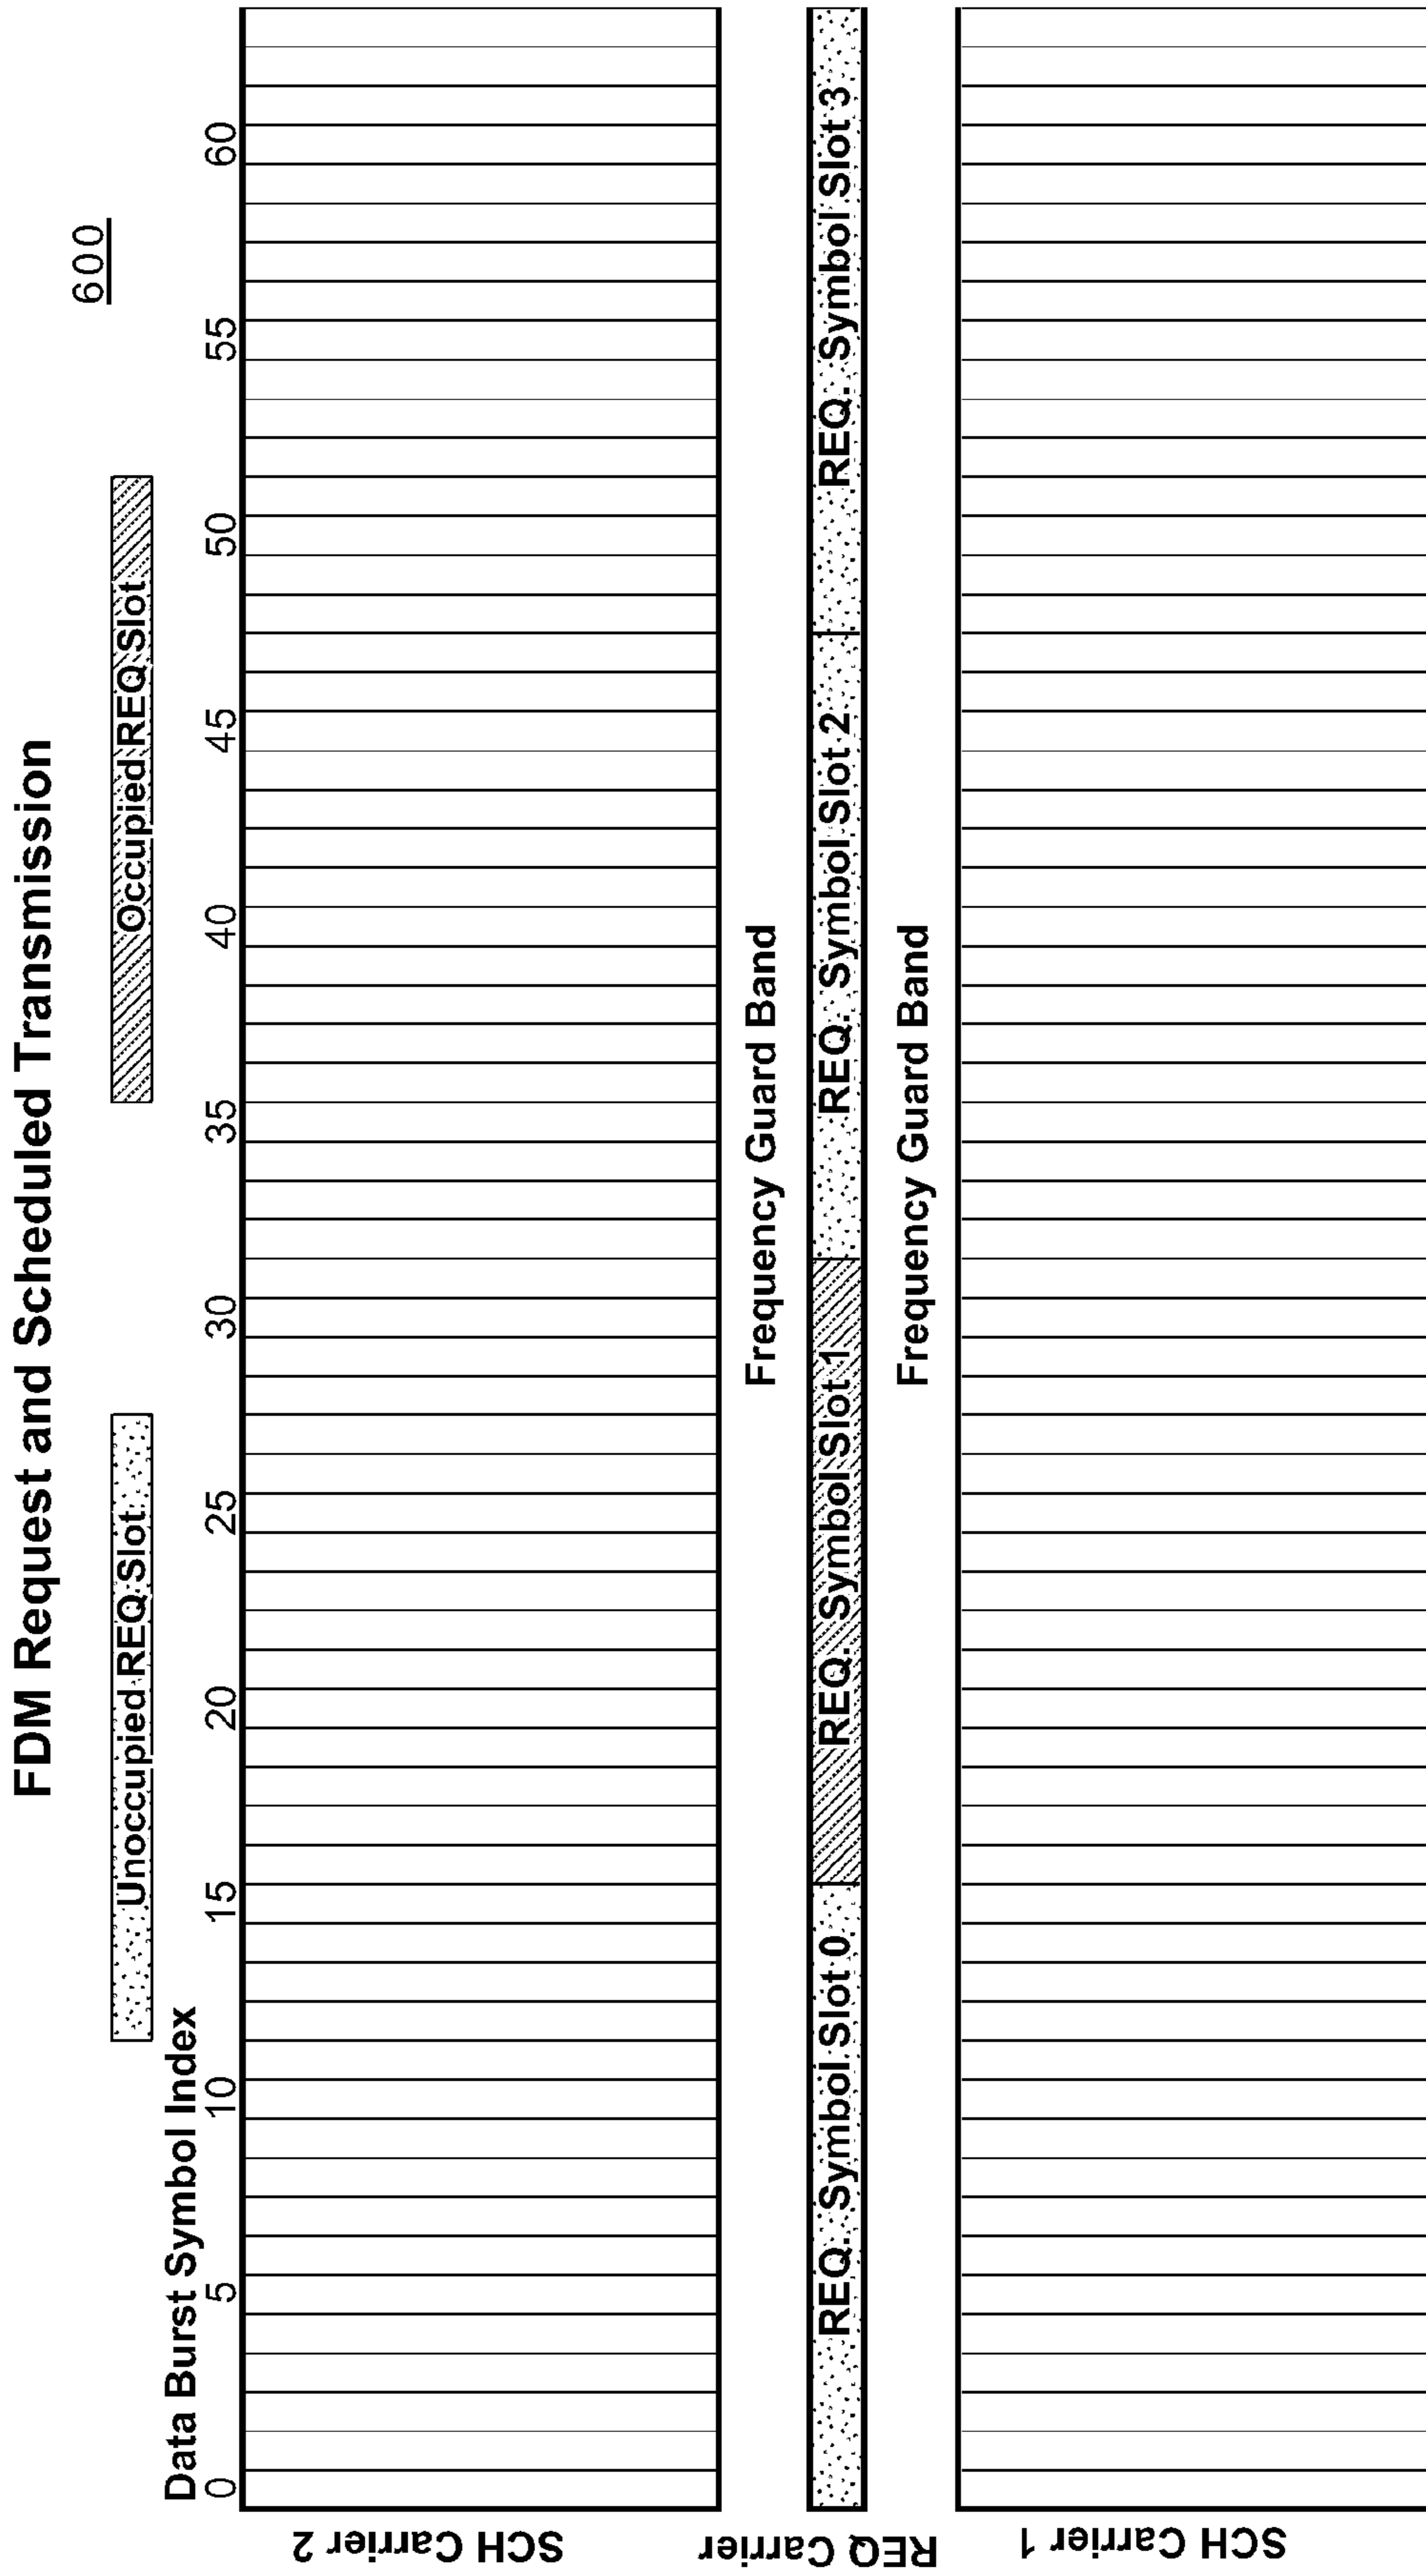 FDM Request and Scheduled Transmission
600
Unoccupied REQ Slot
Occupied REQ Slot
Data Burst Symbol Index
0 5 10 15 20 25 30 35 40 45 50 55 60
SCH Carrier 2
Frequency Guard Band
REQ Carrier
REQ. Symbol Slot 0
REQ. Symbol Slot 1
REQ. Symbol Slot 2
REQ. Symbol Slot 3
Frequency Guard Band
SCH Carrier 1